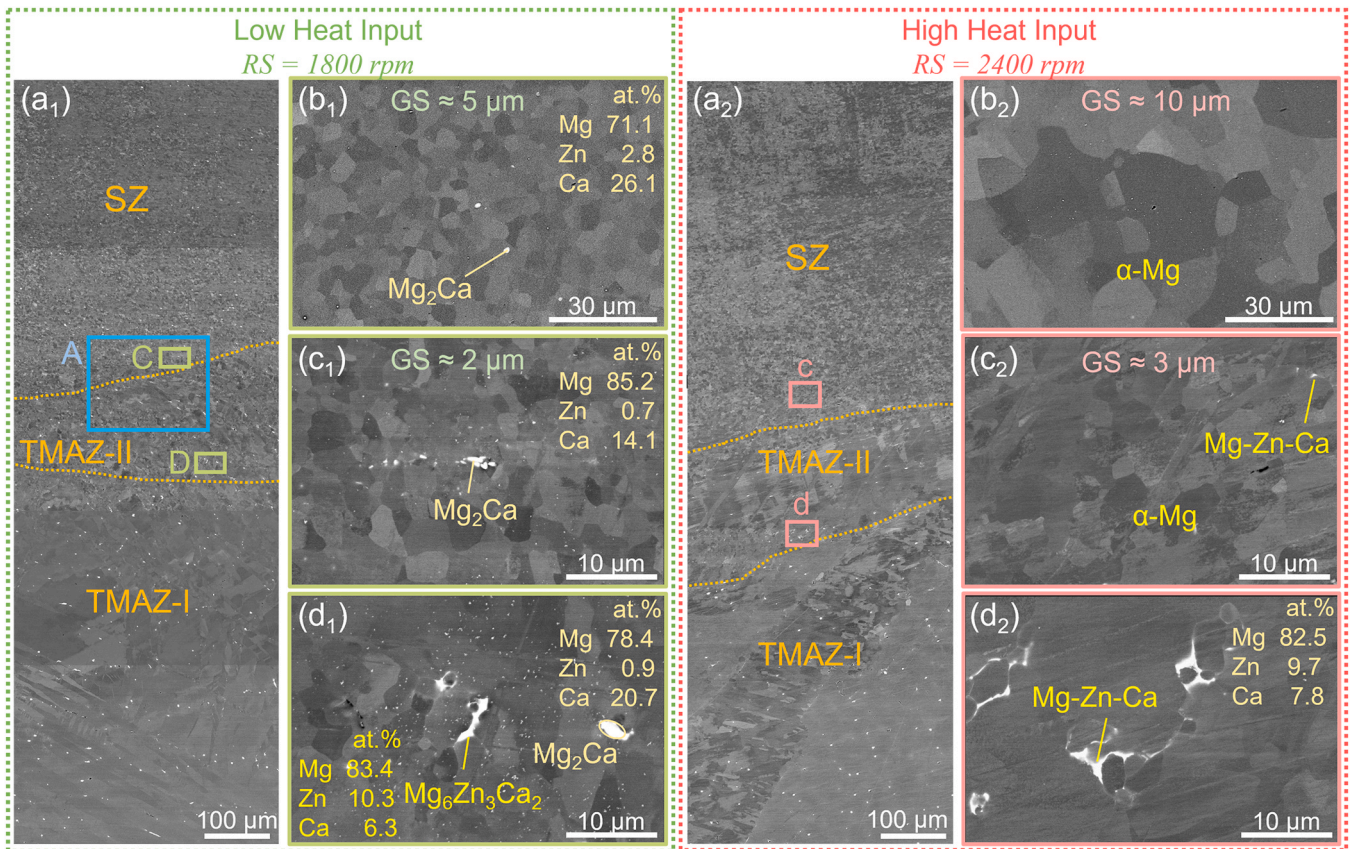 Low Heat Input
RS = 1800 rpm
(a₁)
SZ
A
C
TMAZ-II
D
TMAZ-I
100 μm
(b₁)
GS ≈ 5 μm
at.%
Mg 71.1
Zn 2.8
Ca 26.1
Mg₂Ca
30 μm
(c₁)
GS ≈ 2 μm
at.%
Mg 85.2
Zn 0.7
Ca 14.1
Mg₂Ca
10 μm
(d₁)
at.%
Mg 78.4
Zn 0.9
Ca 20.7
Mg₂Ca
at.%
Mg 83.4
Zn 10.3
Ca 6.3
Mg₆Zn₃Ca₂
10 μm
High Heat Input
RS = 2400 rpm
(a₂)
SZ
c
TMAZ-II
d
TMAZ-I
100 μm
(b₂)
GS ≈ 10 μm
α-Mg
30 μm
(c₂)
GS ≈ 3 μm
Mg-Zn-Ca
α-Mg
10 μm
(d₂)
at.%
Mg 82.5
Zn 9.7
Ca 7.8
Mg-Zn-Ca
10 μm